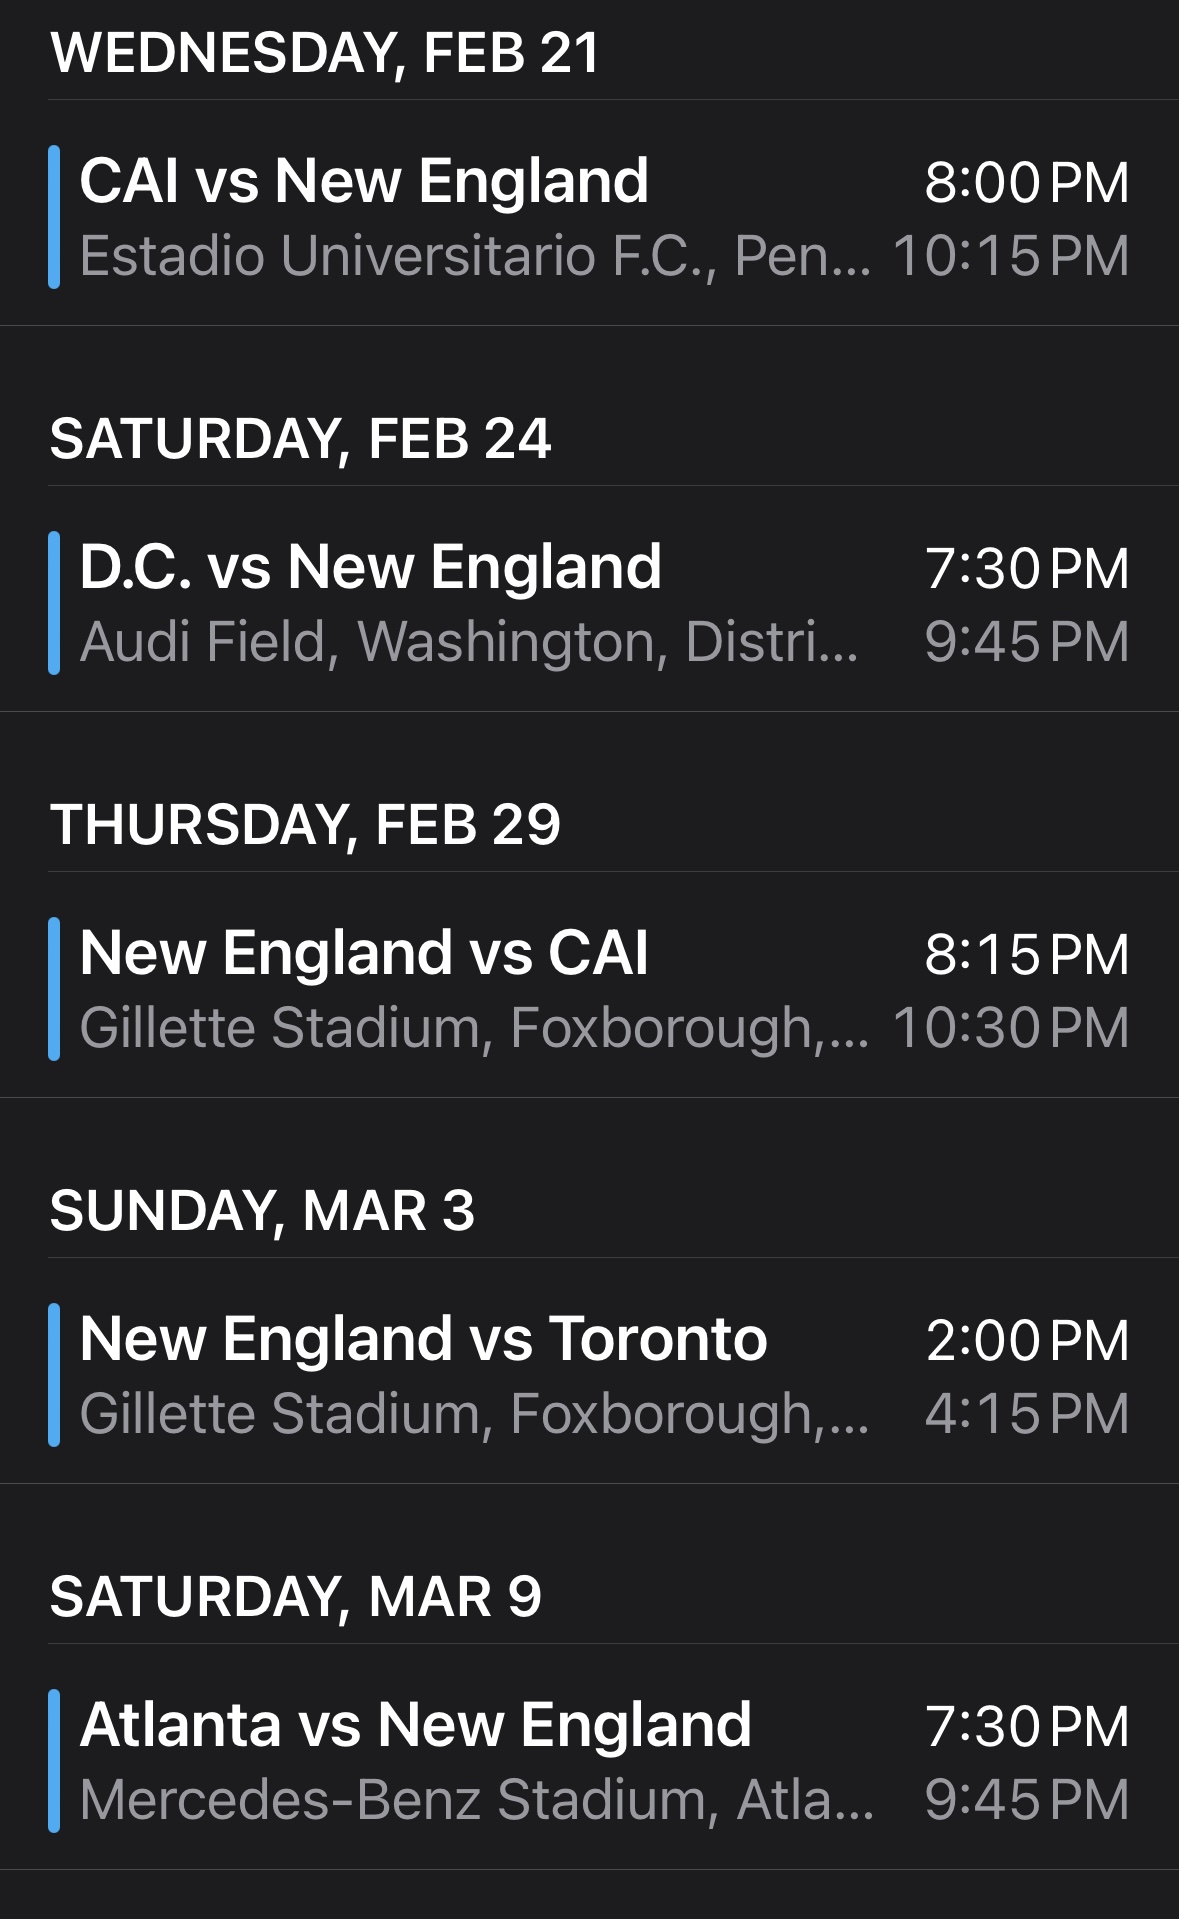 WEDNESDAY, FEB 21
CAI vs New England 8:00 PM
Estadio Universitario F.C., Pen... 10:15 PM
SATURDAY, FEB 24
D.C. vs New England 7:30 PM
Audi Field, Washington, Distri... 9:45 PM
THURSDAY, FEB 29
New England vs CAI 8:15 PM
Gillette Stadium, Foxborough,... 10:30 PM
SUNDAY, MAR 3
New England vs Toronto 2:00 PM
Gillette Stadium, Foxborough,... 4:15 PM
SATURDAY, MAR 9
Atlanta vs New England 7:30 PM
Mercedes-Benz Stadium, Atla... 9:45 PM